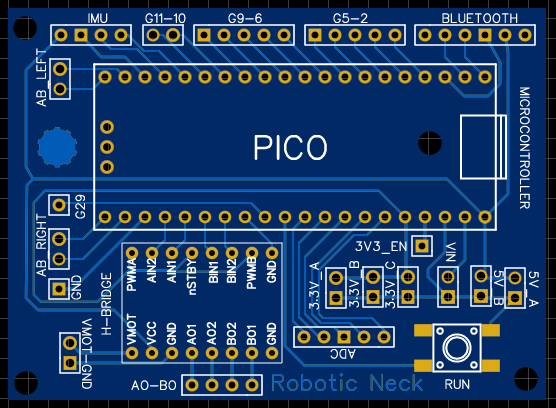 IMU
G11-10
G9-6
G5-2
BLUETOOTH
AB_LEFT
PICO
MICROCONTROLLER
G29
AB_RIGHT
GND
H-BRIDGE
PWMA
AIN2
AIN1
nSTBY
BIN1
BIN2
PWMB
GND
VMOT
VCC
GND
AO1
AO2
BO2
BO1
GND
3V3_EN
3.3V_A
3.3V_B
3.3V_C
VIN
5V_B
5V_A
VMOT-GND
ADC
AO-BO
Robotic Neck
RUN